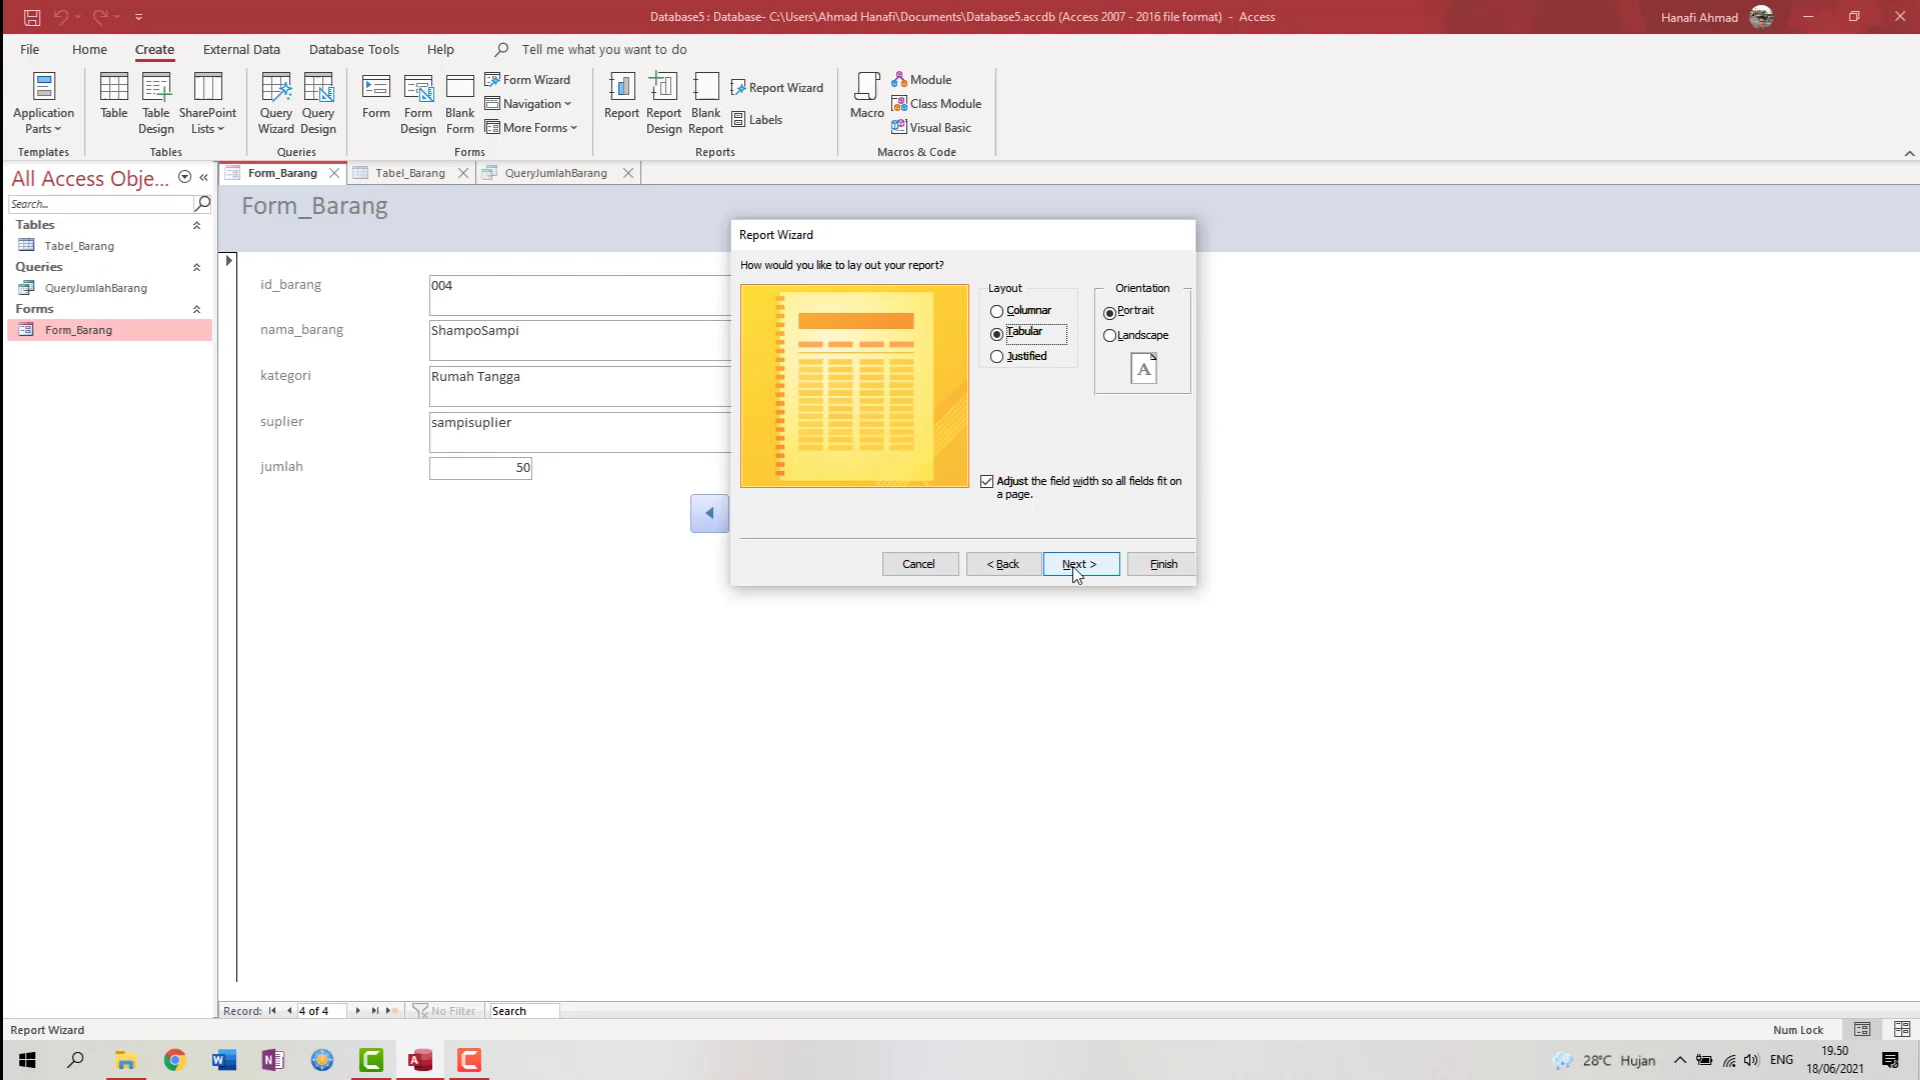 Database5 : Database- C:\Users\Ahmad Hanafi\Documents\Database5.accdb (Access 2007 - 2016 file format) - Access
Hanafi Ahmad
File Home Create External Data Database Tools Help Tell me what you want to do
Application Parts
Templates
Table
Table Design
SharePoint Lists
Tables
Query Wizard
Query Design
Queries
Form
Form Design
Blank Form
Form Wizard
Navigation
More Forms
Forms
Report
Report Design
Blank Report
Report Wizard
Labels
Reports
Macro
Module
Class Module
Visual Basic
Macros & Code
All Access Obje...
Search...
Tables
Tabel_Barang
Queries
QueryJumlahBarang
Forms
Form_Barang
Form_Barang Tabel_Barang QueryJumlahBarang
Form_Barang
id_barang 004
nama_barang ShampoSampi
kategori Rumah Tangga
suplier sampisuplier
jumlah 50
Report Wizard
How would you like to lay out your report?
Layout
Columnar
Tabular
Justified
Orientation
Portrait
Landscape
A
Adjust the field width so all fields fit on
a page.
Cancel < Back Next > Finish
Record: 4 of 4 No Filter Search
Report Wizard
Num Lock
28°C Hujan
ENG
19.50
18/06/2021